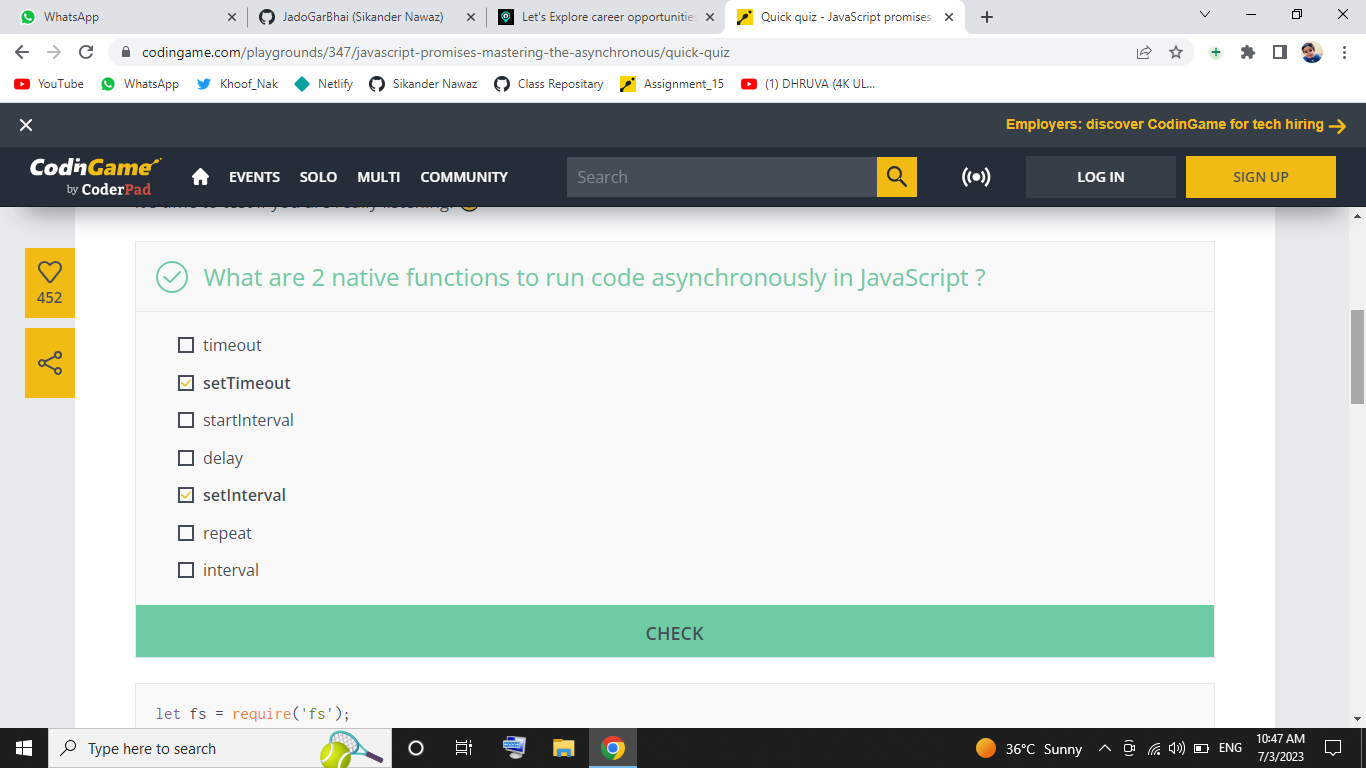 WhatsApp
JadoGarBhai (Sikander Nawaz)
Let's Explore career opportunities
Quick quiz - JavaScript promises,
codingame.com/playgrounds/347/javascript-promises-mastering-the-asynchronous/quick-quiz
YouTube WhatsApp Khoof_Nak Netlify Sikander Nawaz Class Repositary Assignment_15 (1) DHRUVA (4K UL...
Employers: discover CodinGame for tech hiring
CodinGame
by CoderPad
EVENTS SOLO MULTI COMMUNITY
Search
LOG IN
SIGN UP
452
What are 2 native functions to run code asynchronously in JavaScript ?
timeout
setTimeout
startInterval
delay
setInterval
repeat
interval
CHECK
let fs = require('fs');
Type here to search
36°C Sunny
ENG
10:47 AM
7/3/2023